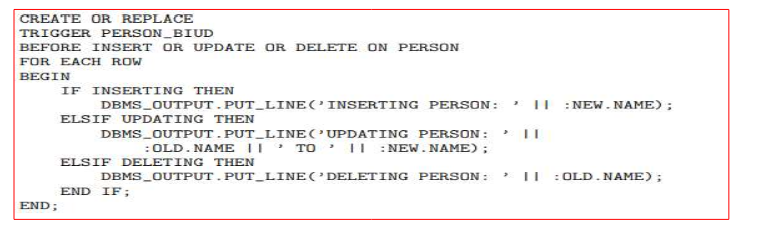 CREATE OR REPLACE
TRIGGER PERSON_BIUD
BEFORE INSERT OR UPDATE OR DELETE ON PERSON
FOR EACH ROW
BEGIN
    IF INSERTING THEN
        DBMS_OUTPUT.PUT_LINE(’INSERTING PERSON: ’ || :NEW.NAME);
    ELSIF UPDATING THEN
        DBMS_OUTPUT.PUT_LINE(’UPDATING PERSON: ’ ||
            :OLD.NAME || ’ TO ’ || :NEW.NAME);
    ELSIF DELETING THEN
        DBMS_OUTPUT.PUT_LINE(’DELETING PERSON: ’ || :OLD.NAME);
    END IF;
END;